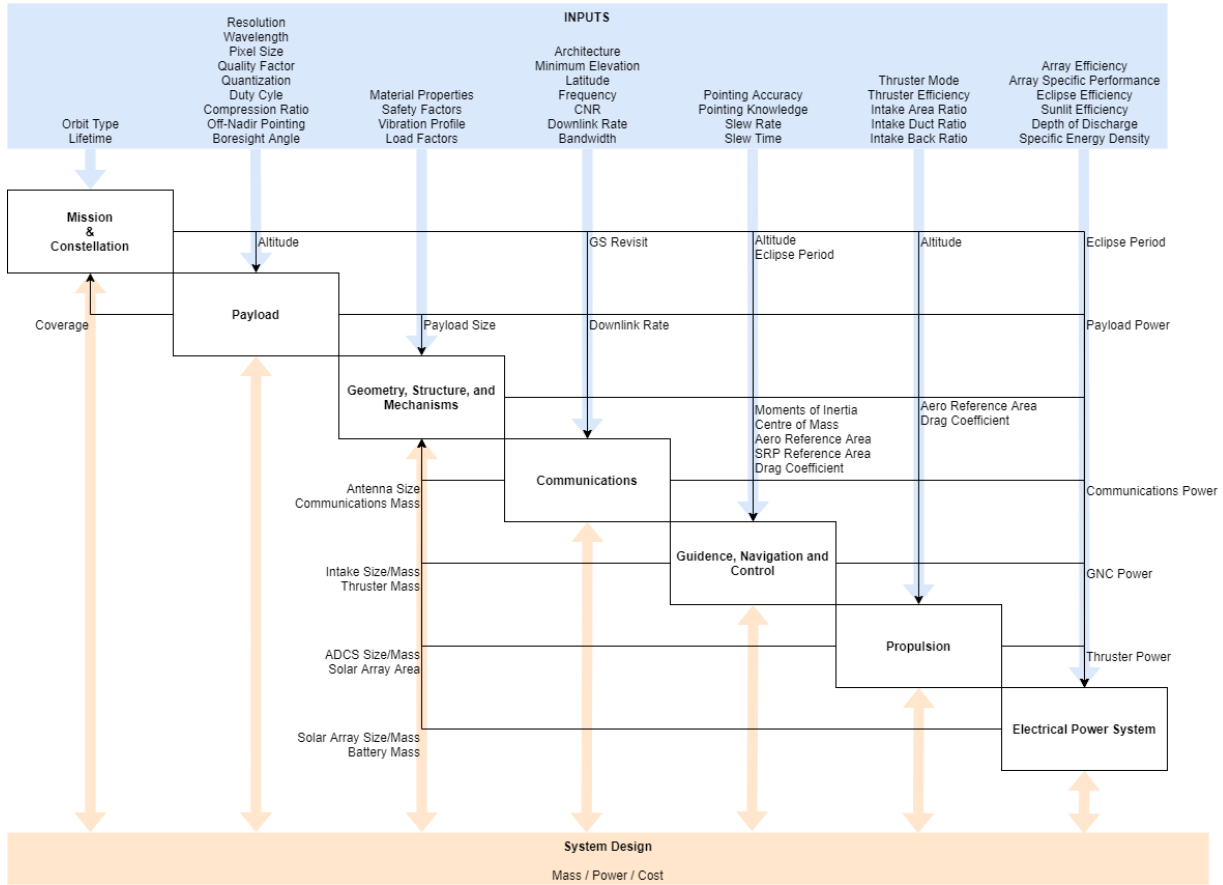 INPUTS
Orbit Type
Lifetime
Resolution
Wavelength
Pixel Size
Quality Factor
Quantization
Duty Cyle
Compression Ratio
Off-Nadir Pointing
Boresight Angle
Material Properties
Safety Factors
Vibration Profile
Load Factors
Architecture
Minimum Elevation
Latitude
Frequency
CNR
Downlink Rate
Bandwidth
Pointing Accuracy
Pointing Knowledge
Slew Rate
Slew Time
Thruster Mode
Thruster Efficiency
Intake Area Ratio
Intake Duct Ratio
Intake Back Ratio
Array Efficiency
Array Specific Performance
Eclipse Efficiency
Sunlit Efficiency
Depth of Discharge
Specific Energy Density
Mission
&
Constellation
Altitude
GS Revisit
Altitude
Eclipse Period
Altitude
Eclipse Period
Coverage
Payload
Payload Size
Downlink Rate
Payload Power
Geometry, Structure, and
Mechanisms
Moments of Inertia
Centre of Mass
Aero Reference Area
SRP Reference Area
Drag Coefficient
Aero Reference Area
Drag Coefficient
Antenna Size
Communications Mass
Communications
Communications Power
Intake Size/Mass
Thruster Mass
Guidence, Navigation and
Control
GNC Power
ADCS Size/Mass
Solar Array Area
Propulsion
Thruster Power
Solar Array Size/Mass
Battery Mass
Electrical Power System
System Design
Mass / Power / Cost